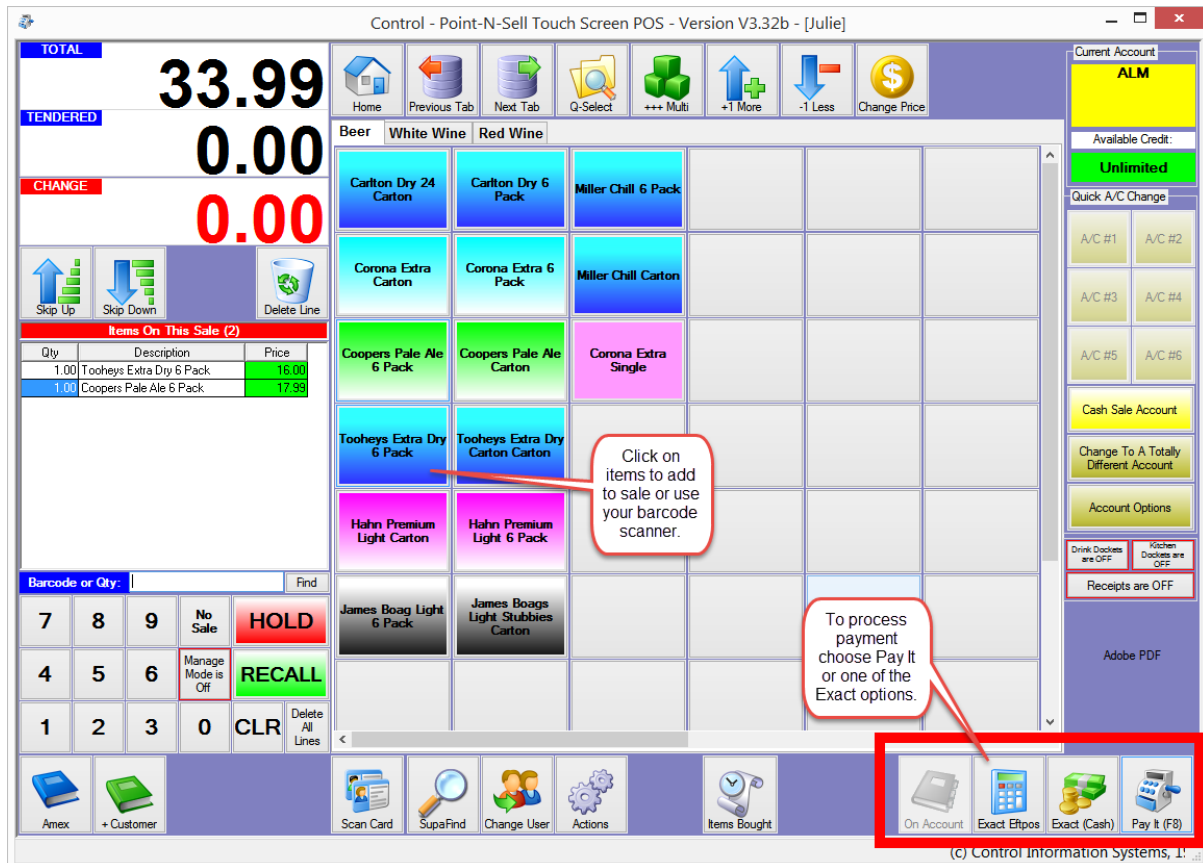 Control - Point-N-Sell Touch Screen POS - Version V3.32b - [Julie]
TOTAL
33.99
TENDERED
0.00
CHANGE
0.00
Skip Up
Skip Down
Delete Line
Items On This Sale (2)
Qty Description Price
1.00 Tooheys Extra Dry 6 Pack 16.00
1.00 Coopers Pale Ale 6 Pack 17.99
Barcode or Qty: Find
7 8 9 No Sale HOLD
4 5 6 Manage Mode is Off RECALL
1 2 3 0 CLR Delete All Lines
Amex
+ Customer
Home
Previous Tab
Next Tab
Q-Select
+++ Multi
+1 More
-1 Less
Change Price
Beer White Wine Red Wine
Carlton Dry 24
Carton
Carlton Dry 6
Pack
Miller Chill 6 Pack
Corona Extra
Carton
Corona Extra 6
Pack
Miller Chill Carton
Coopers Pale Ale
6 Pack
Coopers Pale Ale
Carton
Corona Extra
Single
Tooheys Extra Dry
6 Pack
Tooheys Extra Dry
Carton Carton
Hahn Premium
Light Carton
Hahn Premium
Light 6 Pack
James Boag Light
6 Pack
James Boags
Light Stubbies
Carton
Click on
items to add
to sale or use
your barcode
scanner.
To process
payment
choose Pay It
or one of the
Exact options.
Scan Card
SupaFind
Change User
Actions
Items Bought
On Account
Exact Eftpos
Exact (Cash)
Pay It (F8)
Current Account
ALM
Available Credit:
Unlimited
Quick A/C Change
A/C #1 A/C #2
A/C #3 A/C #4
A/C #5 A/C #6
Cash Sale Account
Change To A Totally
Different Account
Account Options
Drink Dockets
are OFF
Kitchen
Dockets are
OFF
Receipts are OFF
Adobe PDF
(c) Control Information Systems,